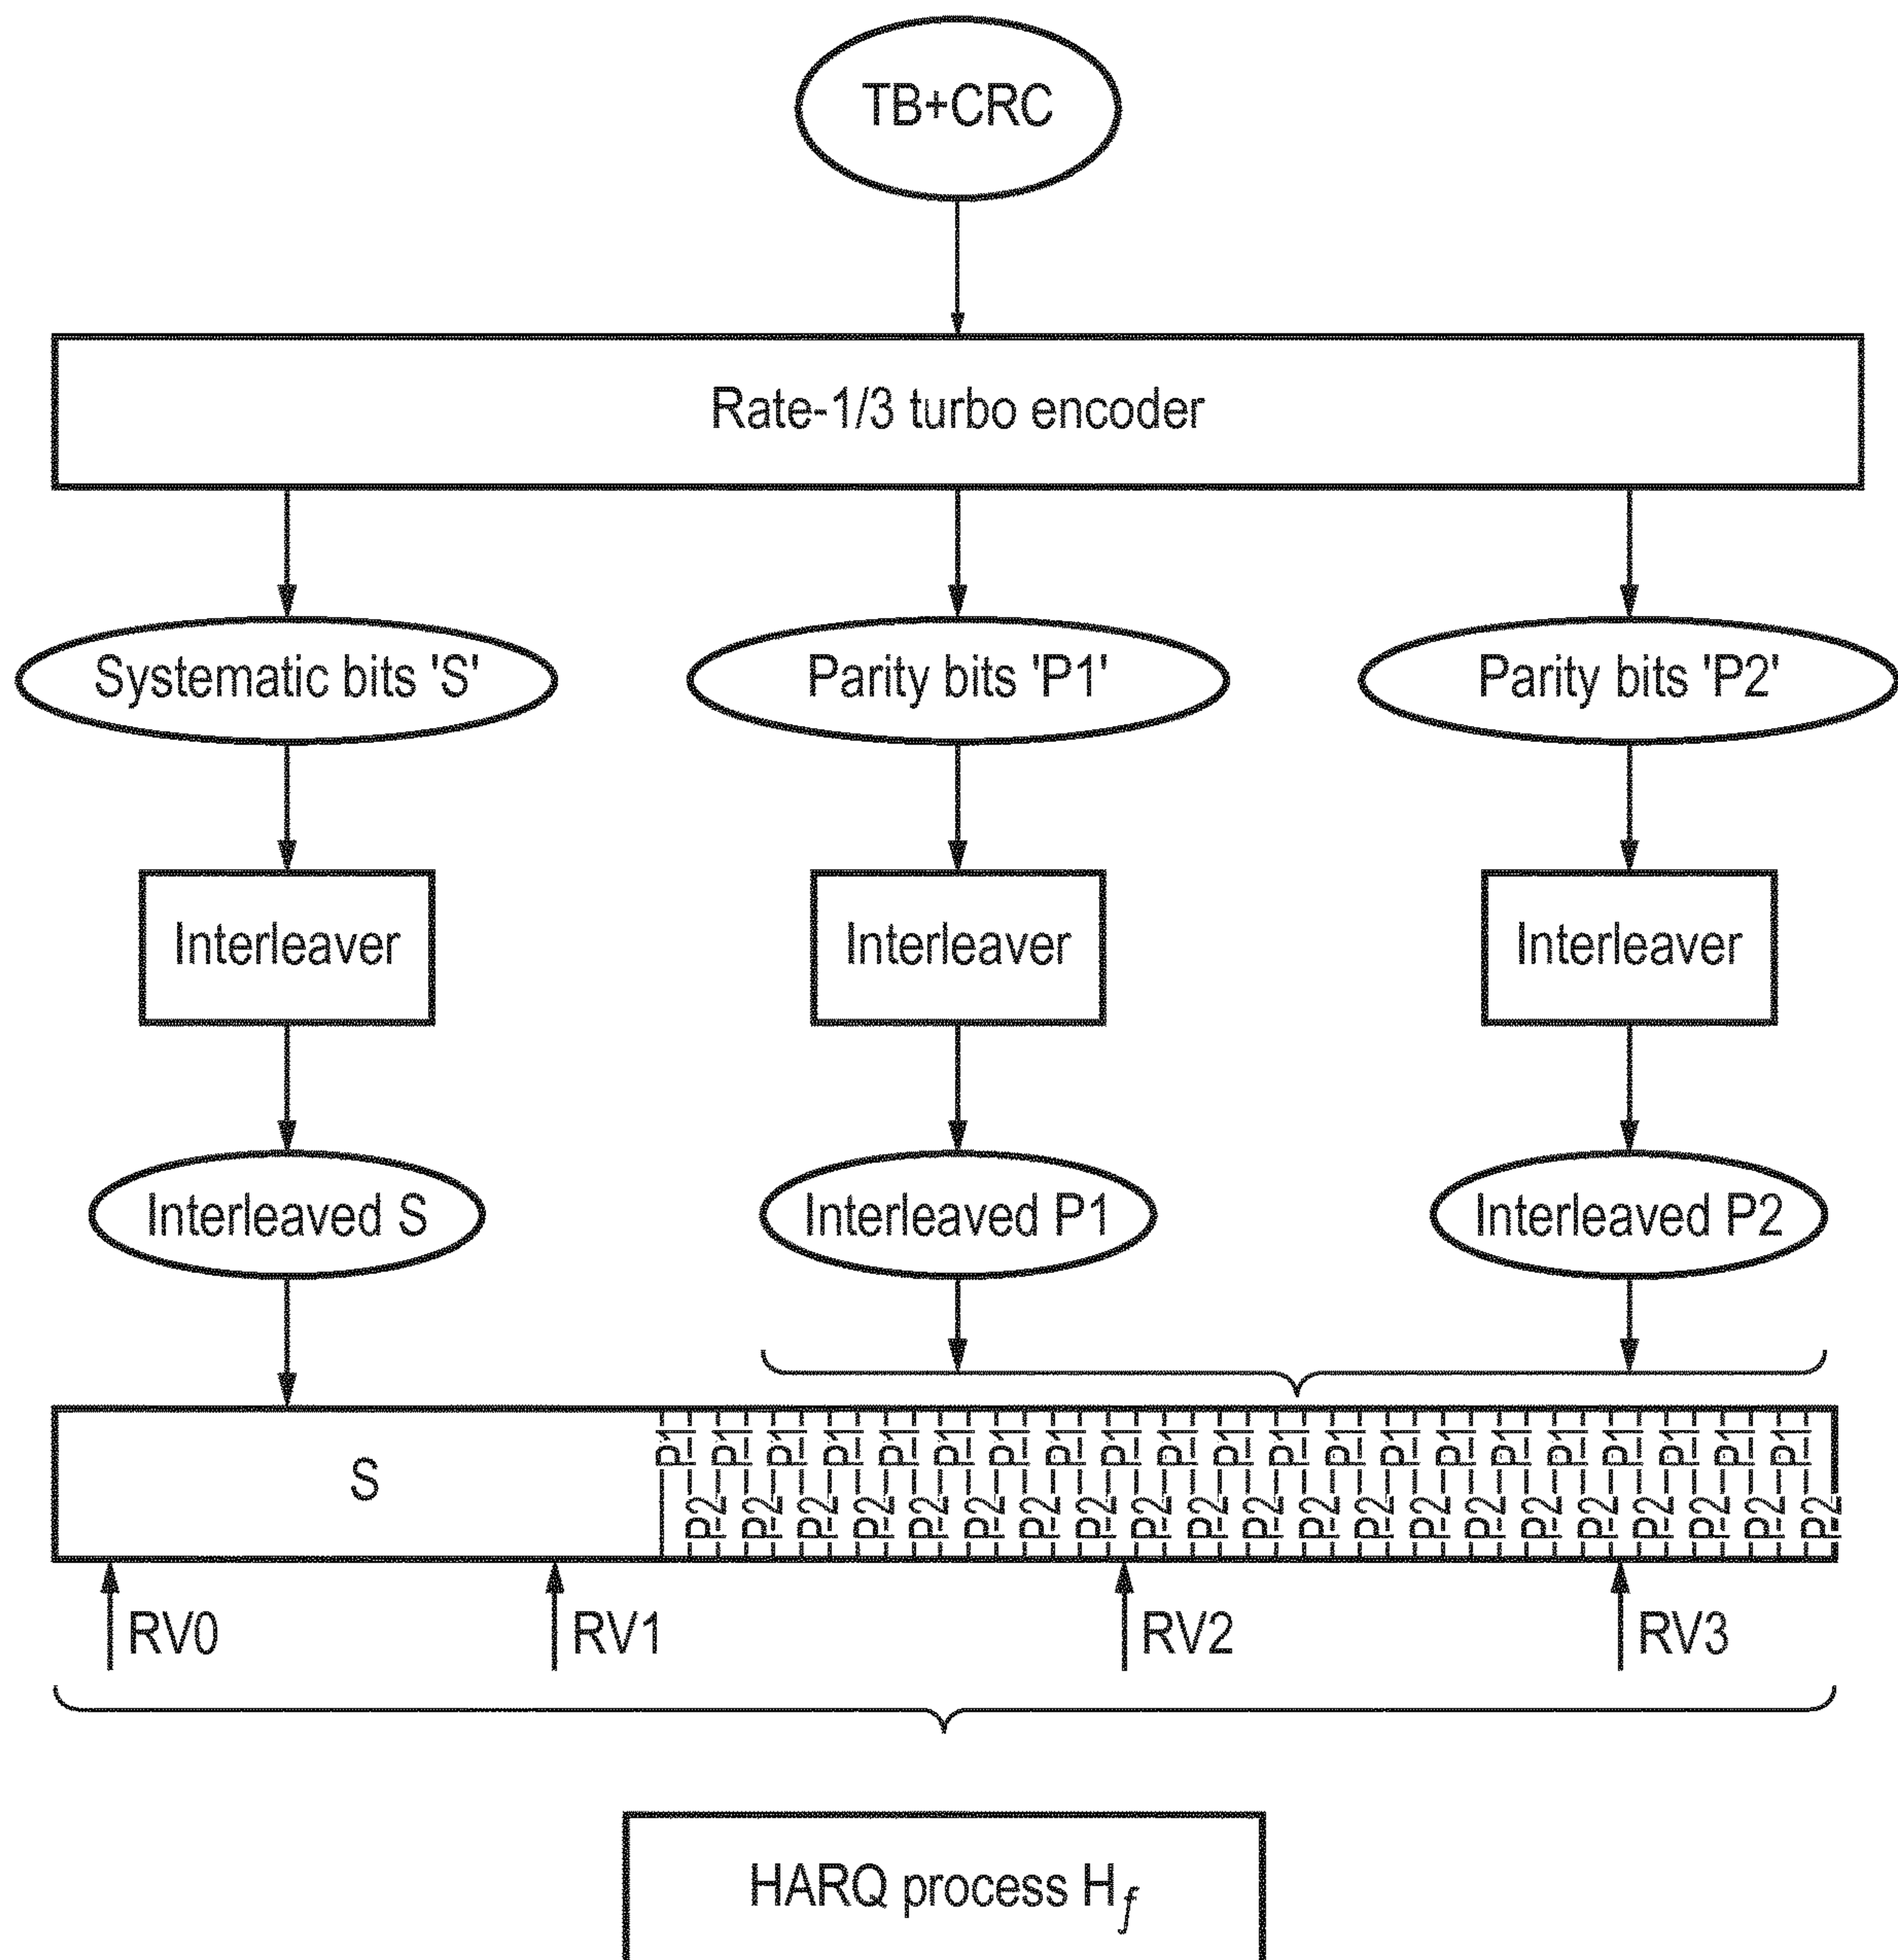 TB+CRC
Rate-1/3 turbo encoder
Systematic bits 'S'
Parity bits 'P1'
Parity bits 'P2'
Interleaver
Interleaver
Interleaver
Interleaved S
Interleaved P1
Interleaved P2
S
P1 P1 P1 P1 P1 P1 P1 P1 P1 P1 P1 P1 P1 P1 P1 P1 P1 P1 P1 P1 P1
P2 P2 P2 P2 P2 P2 P2 P2 P2 P2 P2 P2 P2 P2 P2 P2 P2 P2 P2 P2 P2
RV0
RV1
RV2
RV3
HARQ process H_f